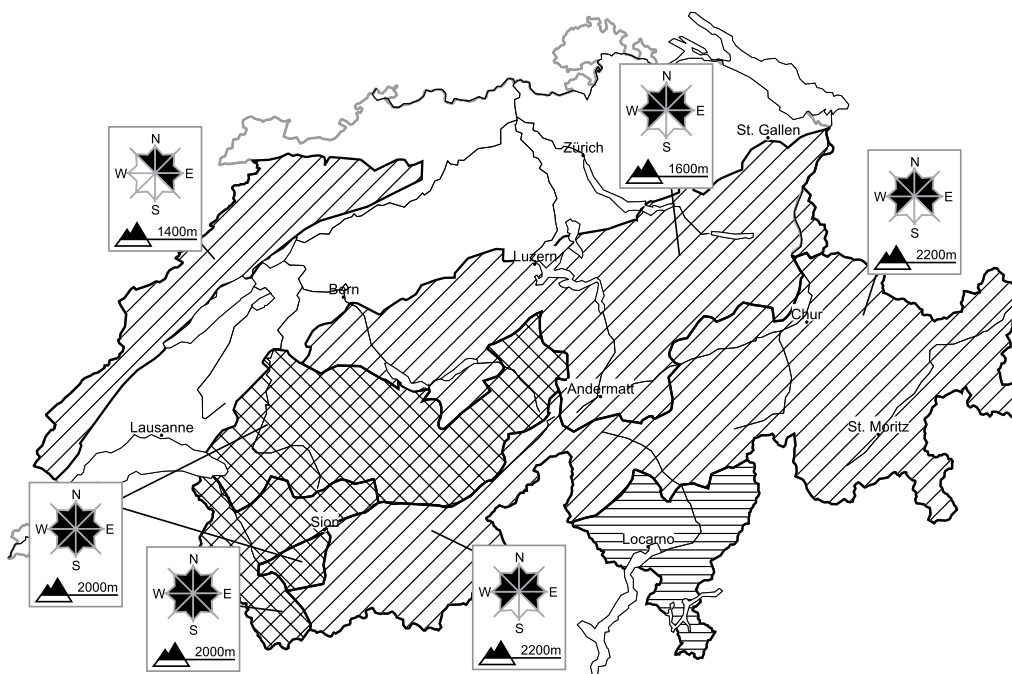 N
W E
S
1600m
St. Gallen
Zürich
N
W E
S
1400m
N
W E
S
2200m
Luzern
Bern
Chur
Andermatt
Lausanne
St. Moritz
N
W E
S
2000m
Sion
Locarno
N
W E
S
2000m
N
W E
S
2200m